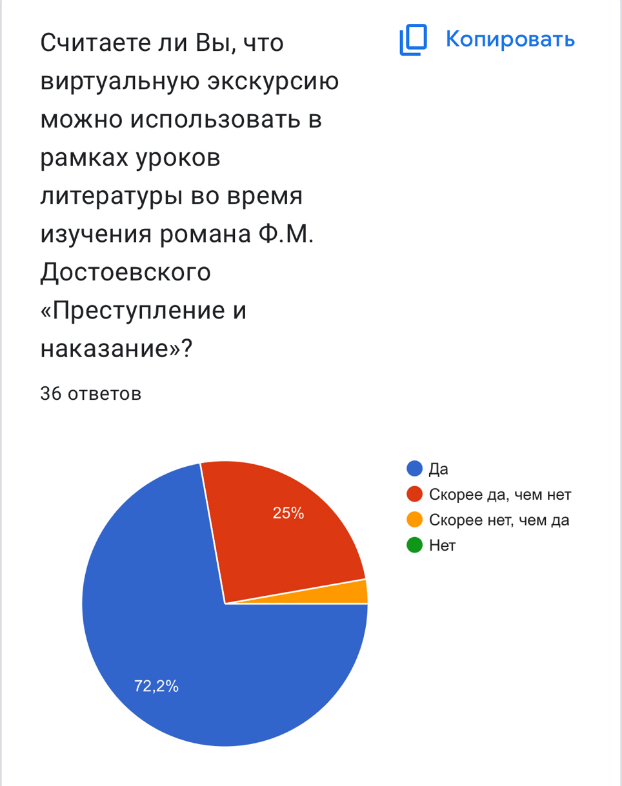 Считаете ли Вы, что
Копировать
виртуальную экскурсию
можно использовать в
рамках уроков
литературы во время
изучения романа Ф.М.
Достоевского
«Преступление и
наказание»?
36 ответов
Да
Скорее да, чем нет
Скорее нет, чем да
Нет
25%
72,2%